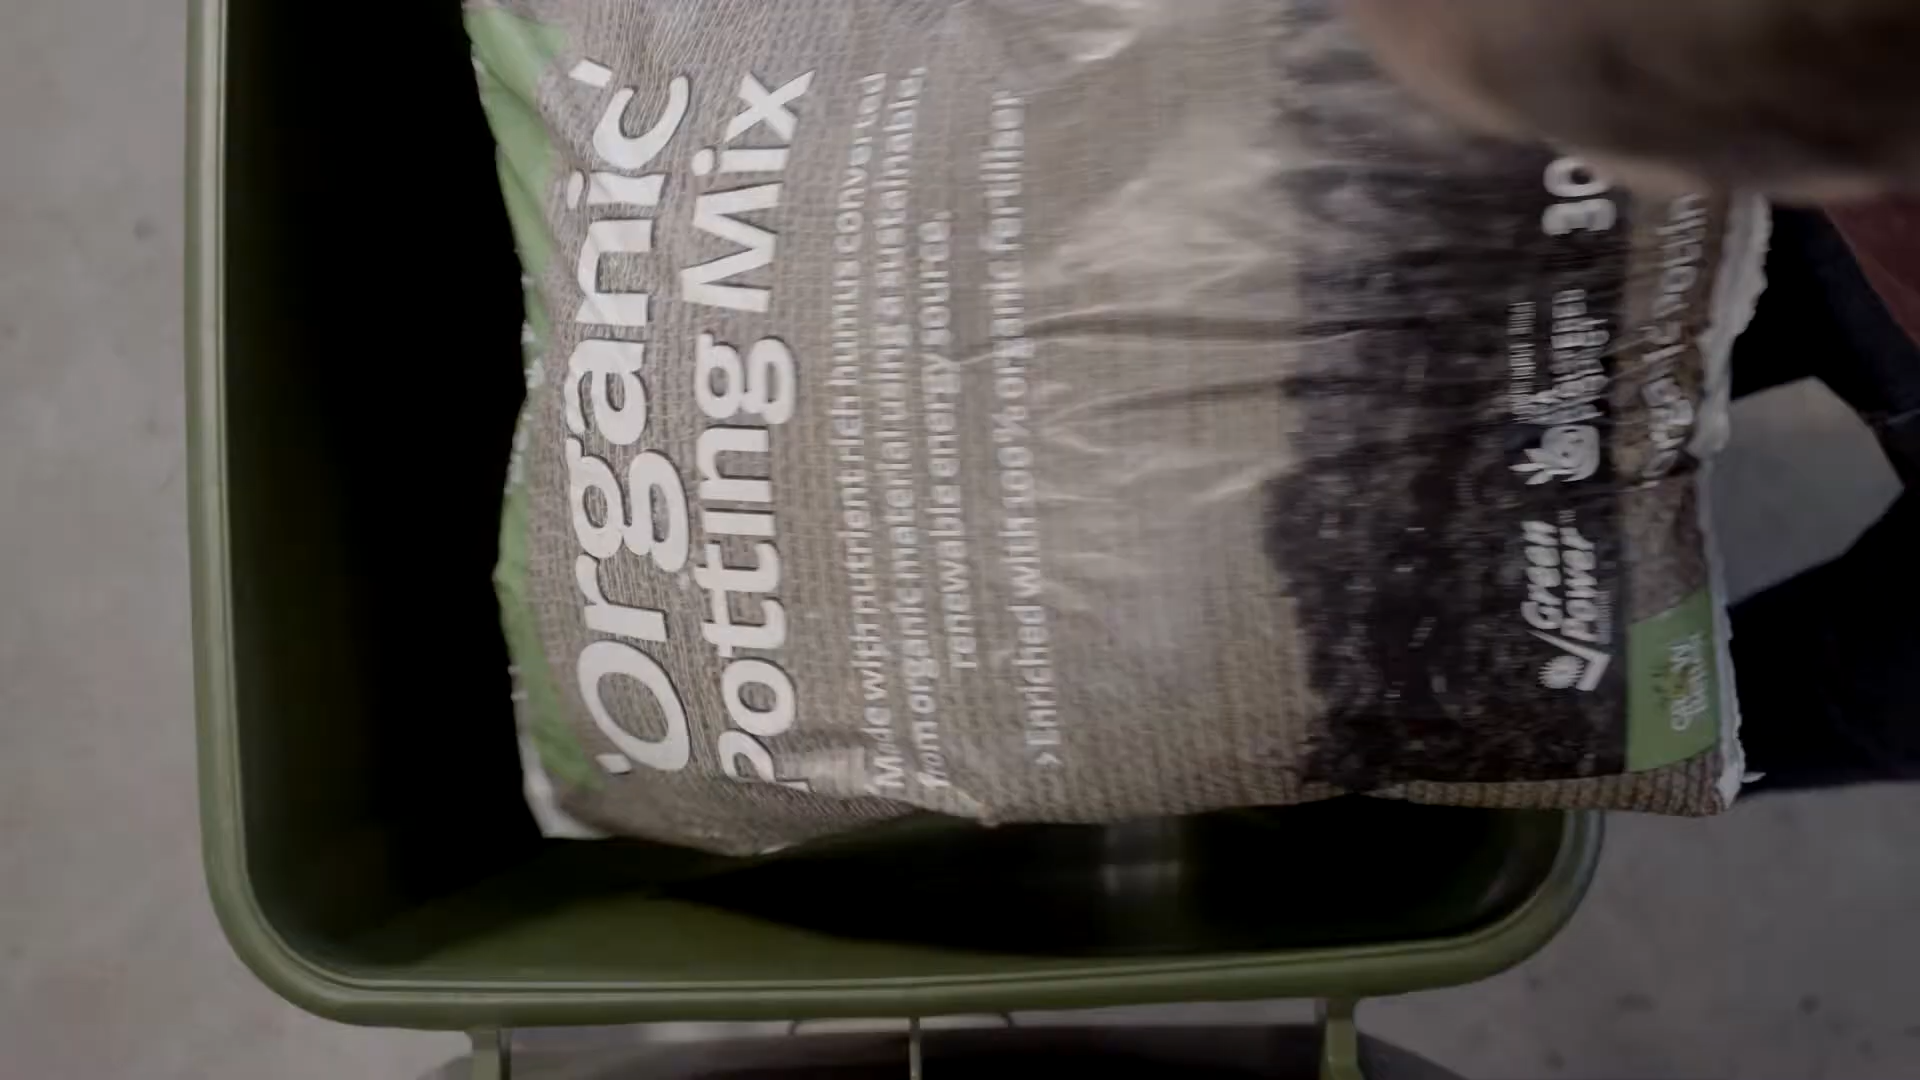 'Organic'
potting Mix
Made with nutrient rich humus converted
from organic material using a sustainable,
renewable energy source.
> Enriched with 100% organic fertiliser
30
Green
Power